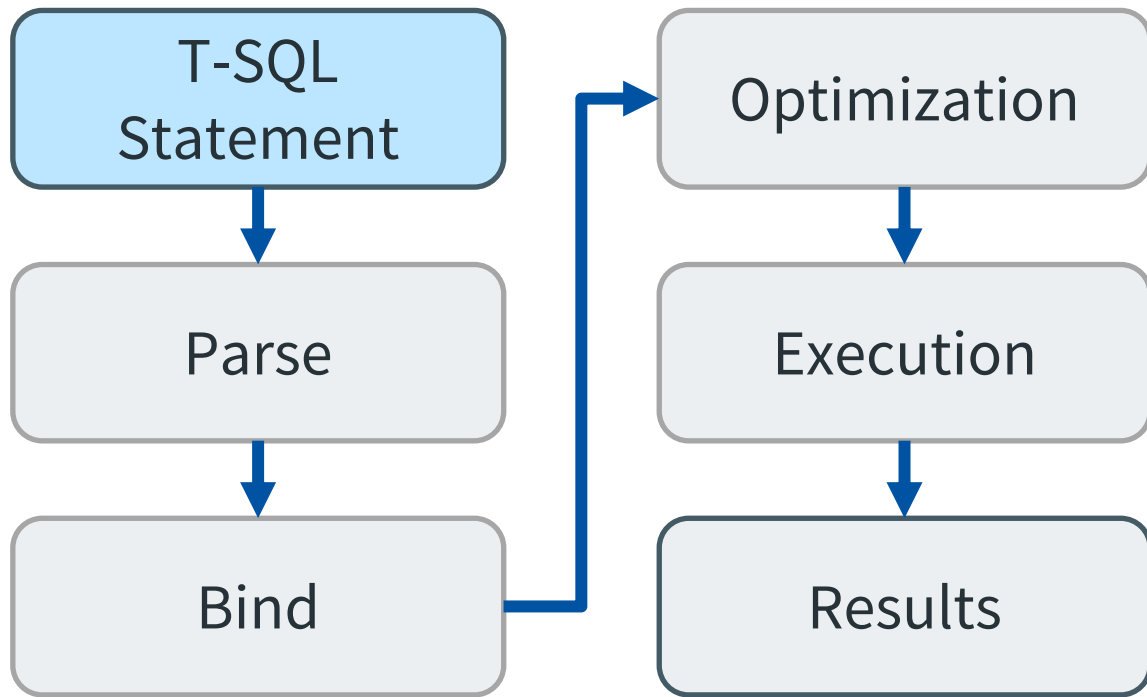 T-SQL
Statement
Parse
Bind
Optimization
Execution
Results